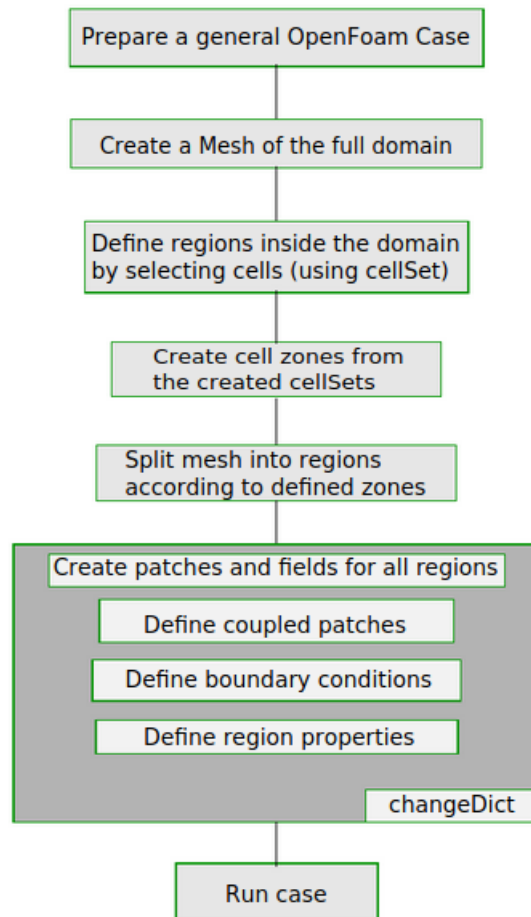 Prepare a general OpenFoam Case
Create a Mesh of the full domain
Define regions inside the domain
by selecting cells (using cellSet)
Create cell zones from
the created cellSets
Split mesh into regions
according to defined zones
Create patches and fields for all regions
Define coupled patches
Define boundary conditions
Define region properties
changeDict
Run case